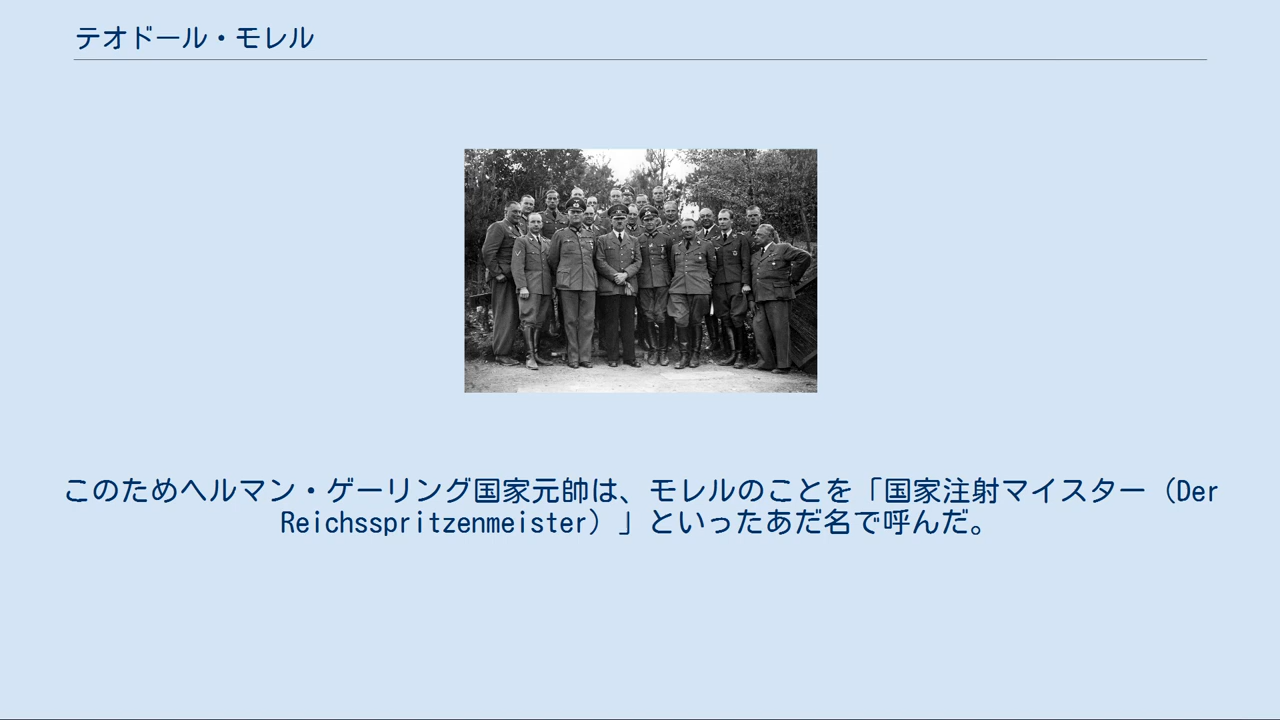 テオドール・モレル
このためヘルマン・ゲーリング国家元帥は、モレルのことを「国家注射マイスター（Der
Reichsspritzenmeister）」といったあだ名で呼んだ。